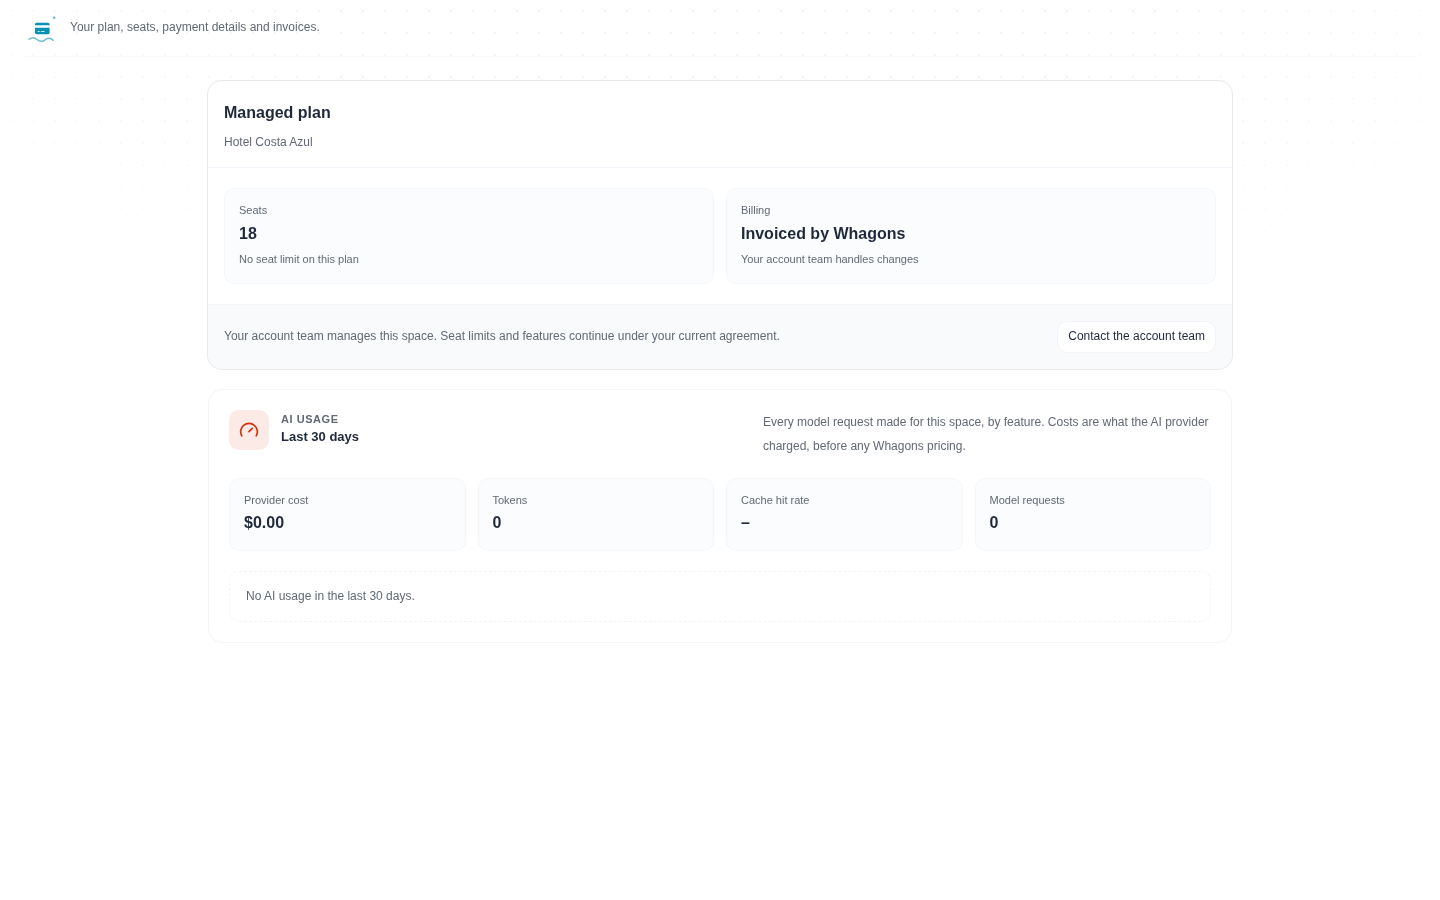 Your plan, seats, payment details and invoices.
Managed plan
Hotel Costa Azul
Seats
18
No seat limit on this plan
Billing
Invoiced by Whagons
Your account team handles changes
Your account team manages this space. Seat limits and features continue under your current agreement.
Contact the account team
AI USAGE
Last 30 days
Every model request made for this space, by feature. Costs are what the AI provider
charged, before any Whagons pricing.
Provider cost
$0.00
Tokens
0
Cache hit rate
–
Model requests
0
No AI usage in the last 30 days.